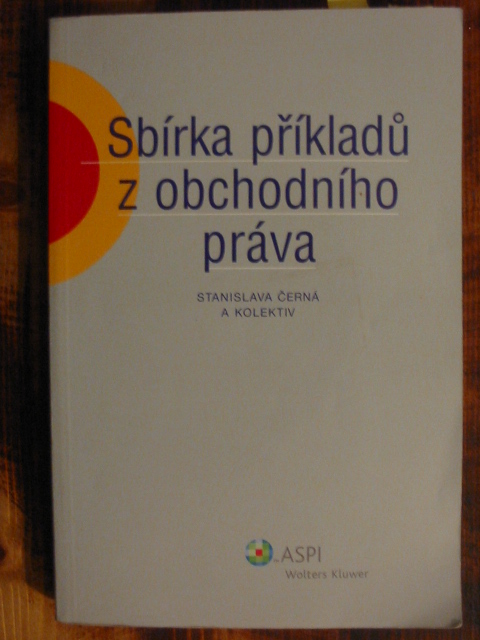 Sbírka příkladů
z obchodního
práva
STANISLAVA ČERNÁ
A KOLEKTIV
ASPI
Wolters Kluwer